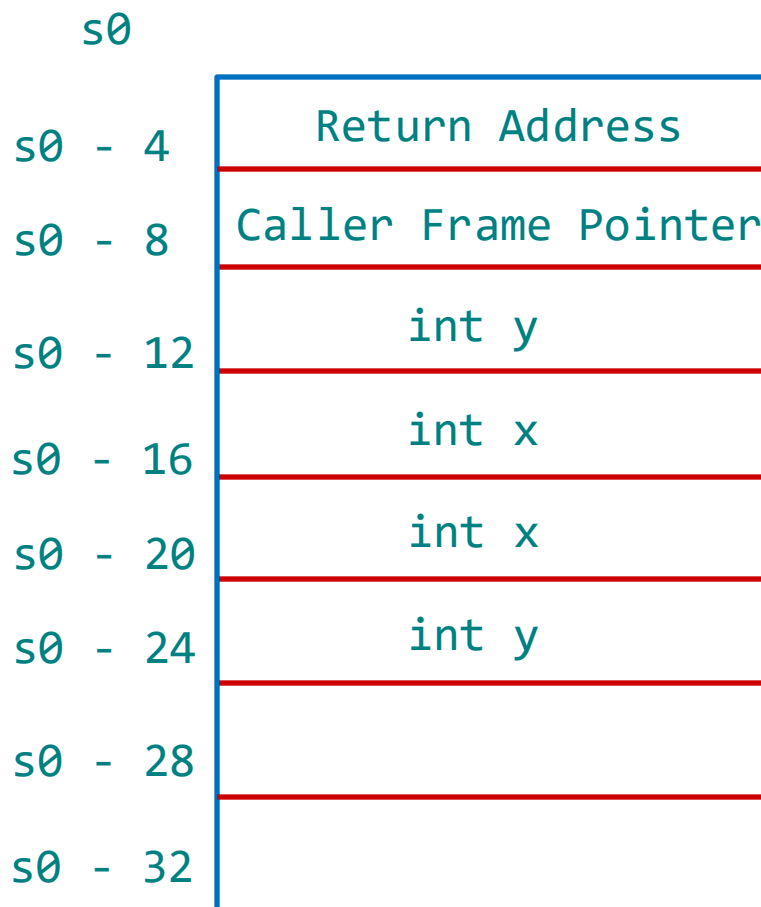 s0
s0 - 4 Return Address
s0 - 8 Caller Frame Pointer
s0 - 12 int y
s0 - 16 int x
s0 - 20 int x
s0 - 24 int y
s0 - 28
s0 - 32